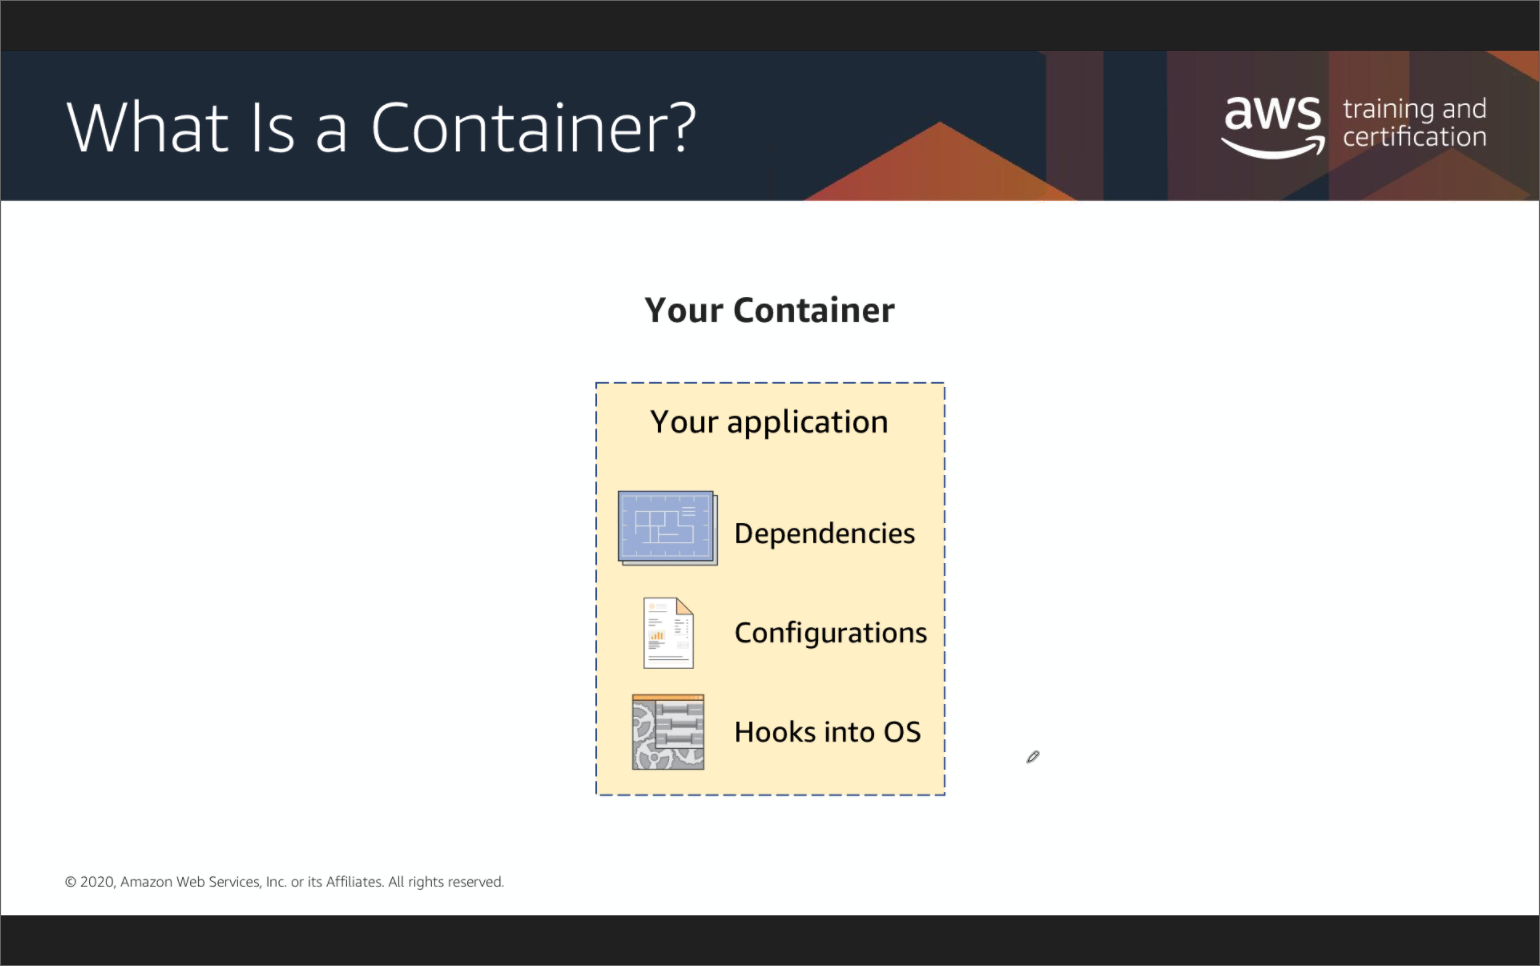 What Is a Container?
aws
training and
certification
Your Container
Your application
Dependencies
Configurations
Hooks into OS
© 2020, Amazon Web Services, Inc. or its Affiliates. All rights reserved.